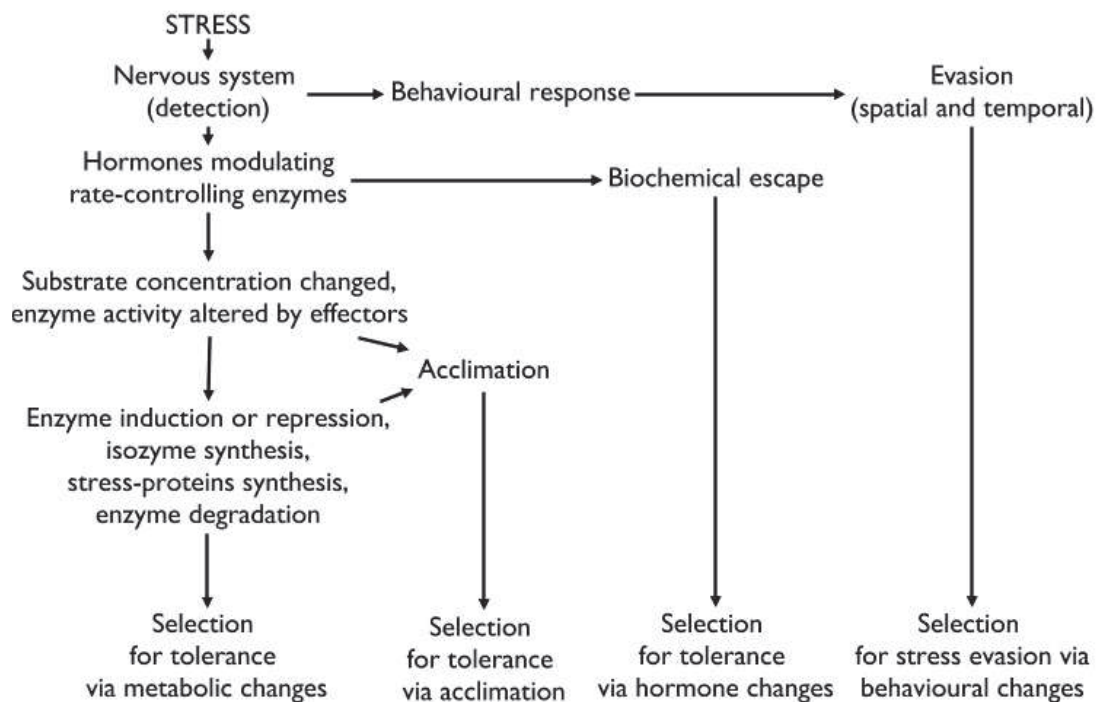 STRESS
Nervous system
(detection)
Behavioural response
Evasion
(spatial and temporal)
Hormones modulating
rate-controlling enzymes
Biochemical escape
Substrate concentration changed,
enzyme activity altered by effectors
Acclimation
Enzyme induction or repression,
isozyme synthesis,
stress-proteins synthesis,
enzyme degradation
Selection
for tolerance
via metabolic changes
Selection
for tolerance
via acclimation
Selection
for tolerance
via hormone changes
Selection
for stress evasion via
behavioural changes